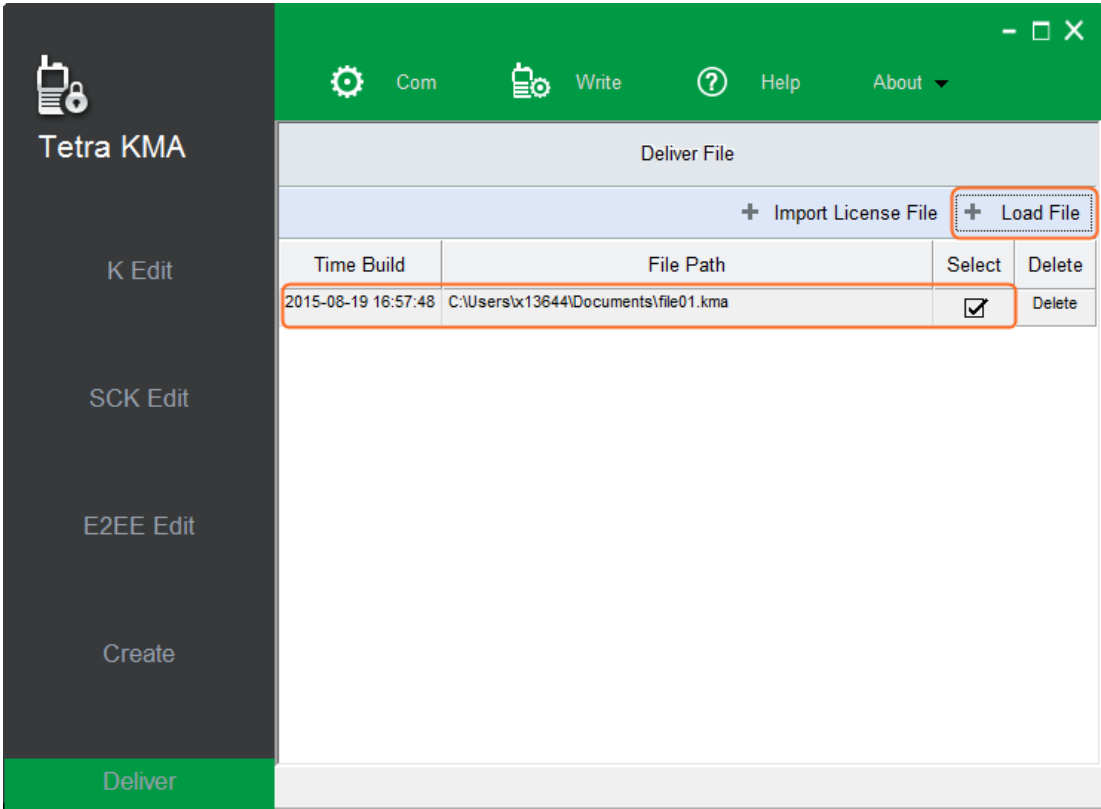 Com Write Help About
Tetra KMA
Deliver File
Import License File Load File
Time Build File Path Select Delete
2015-08-19 16:57:48 C:\Users\x13644\Documents\file01.kma Delete
K Edit
SCK Edit
E2EE Edit
Create
Deliver